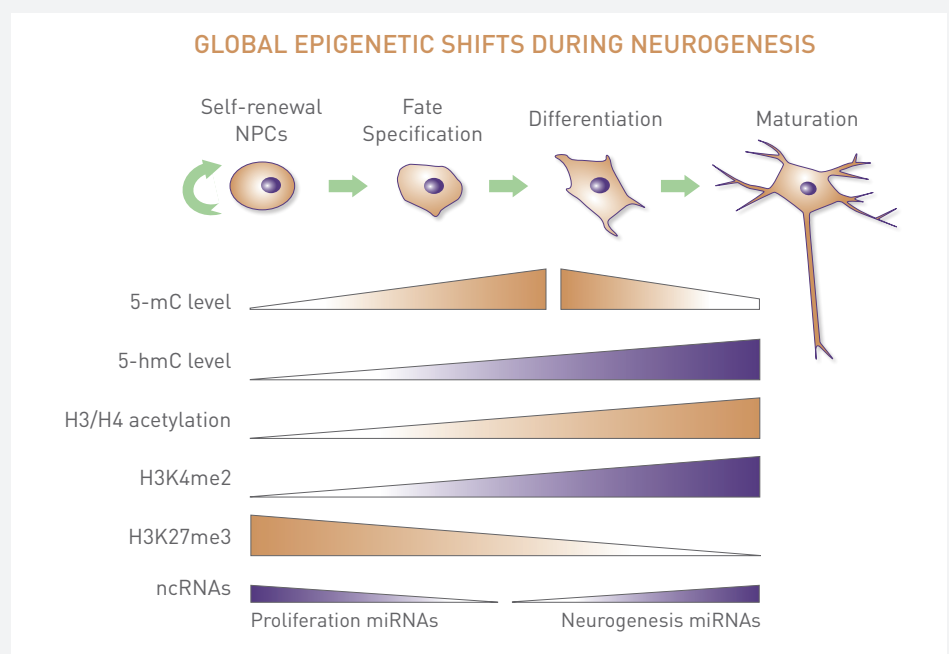 GLOBAL EPIGENETIC SHIFTS DURING NEUROGENESIS
Self-renewal
NPCs
Fate
Specification
Differentiation
Maturation
5-mC level
5-hmC level
H3/H4 acetylation
H3K4me2
H3K27me3
ncRNAs
Proliferation miRNAs
Neurogenesis miRNAs